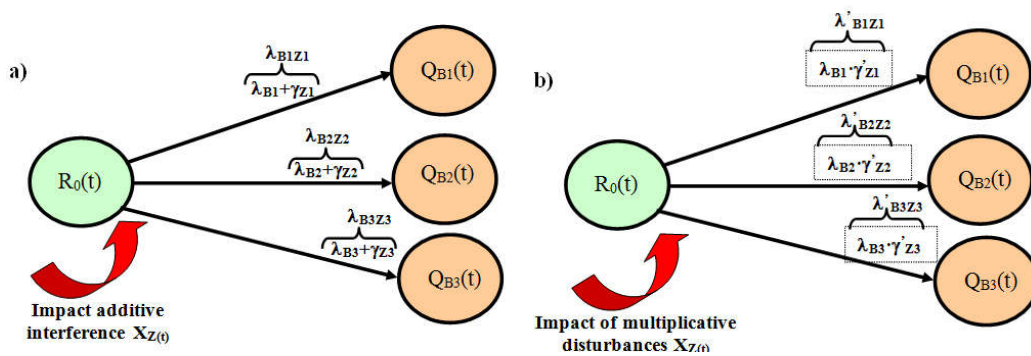 a)
λB1Z1
λB1+γZ1
QB1(t)
R0(t)
λB2Z2
λB2+γZ2
QB2(t)
λB3Z3
λB3+γZ3
QB3(t)
Impact additive
interference XZ(t)
b)
λ'B1Z1
λB1·γ'Z1
QB1(t)
R0(t)
λ'B2Z2
λB2·γ'Z2
QB2(t)
λ'B3Z3
λB3·γ'Z3
QB3(t)
Impact of multiplicative
disturbances XZ(t)